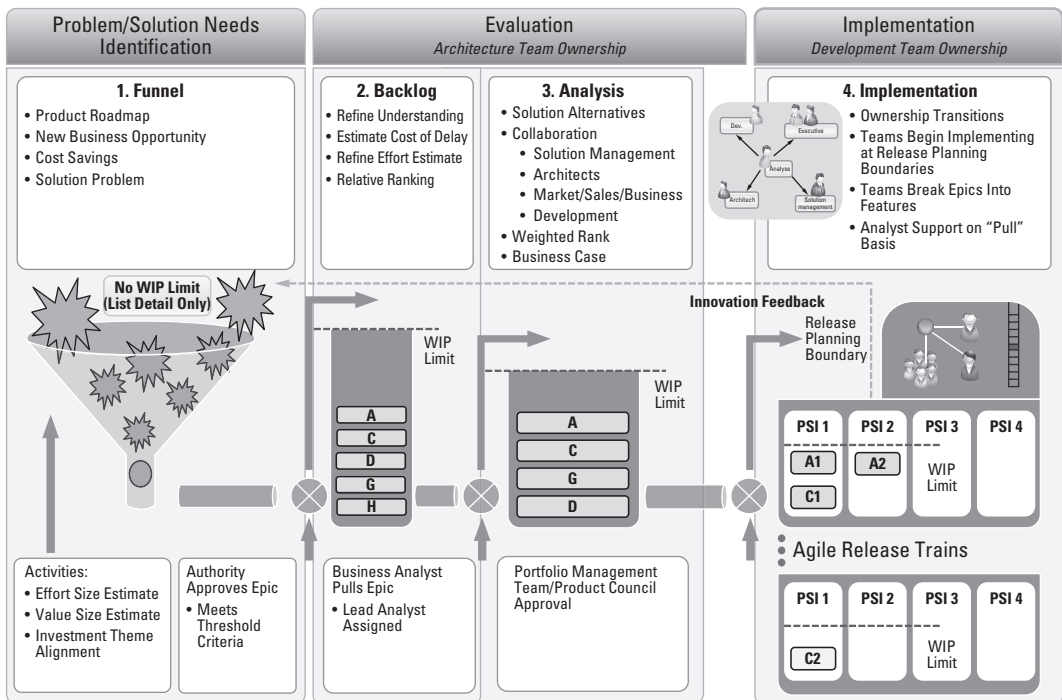 Problem/Solution Needs
Identification
Evaluation
Architecture Team Ownership
Implementation
Development Team Ownership
1. Funnel
• Product Roadmap
• New Business Opportunity
• Cost Savings
• Solution Problem
2. Backlog
• Refine Understanding
• Estimate Cost of Delay
• Refine Effort Estimate
• Relative Ranking
3. Analysis
• Solution Alternatives
• Collaboration
• Solution Management
• Architects
• Market/Sales/Business
• Development
• Weighted Rank
• Business Case
Dev.
Executive
Analyse
Architech
Solution
management
4. Implementation
• Ownership Transitions
• Teams Begin Implementing
at Release Planning
Boundaries
• Teams Break Epics Into
Features
• Analyst Support on “Pull”
Basis
No WIP Limit
(List Detail Only)
WIP
Limit
A
C
D
G
H
WIP
Limit
A
C
G
D
Innovation Feedback
Release
Planning
Boundary
PSI 1
PSI 2
PSI 3
PSI 4
A1
A2
WIP
Limit
C1
Agile Release Trains
PSI 1
PSI 2
PSI 3
PSI 4
C2
WIP
Limit
Activities:
• Effort Size Estimate
• Value Size Estimate
• Investment Theme
Alignment
Authority
Approves Epic
• Meets
Threshold
Criteria
Business Analyst
Pulls Epic
• Lead Analyst
Assigned
Portfolio Management
Team/Product Council
Approval